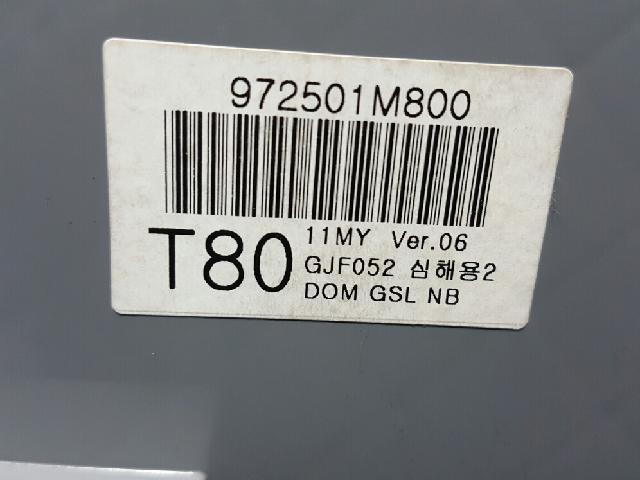 972501M800
T80
11MY Ver.06
GJF052 심해용2
DOM GSL NB